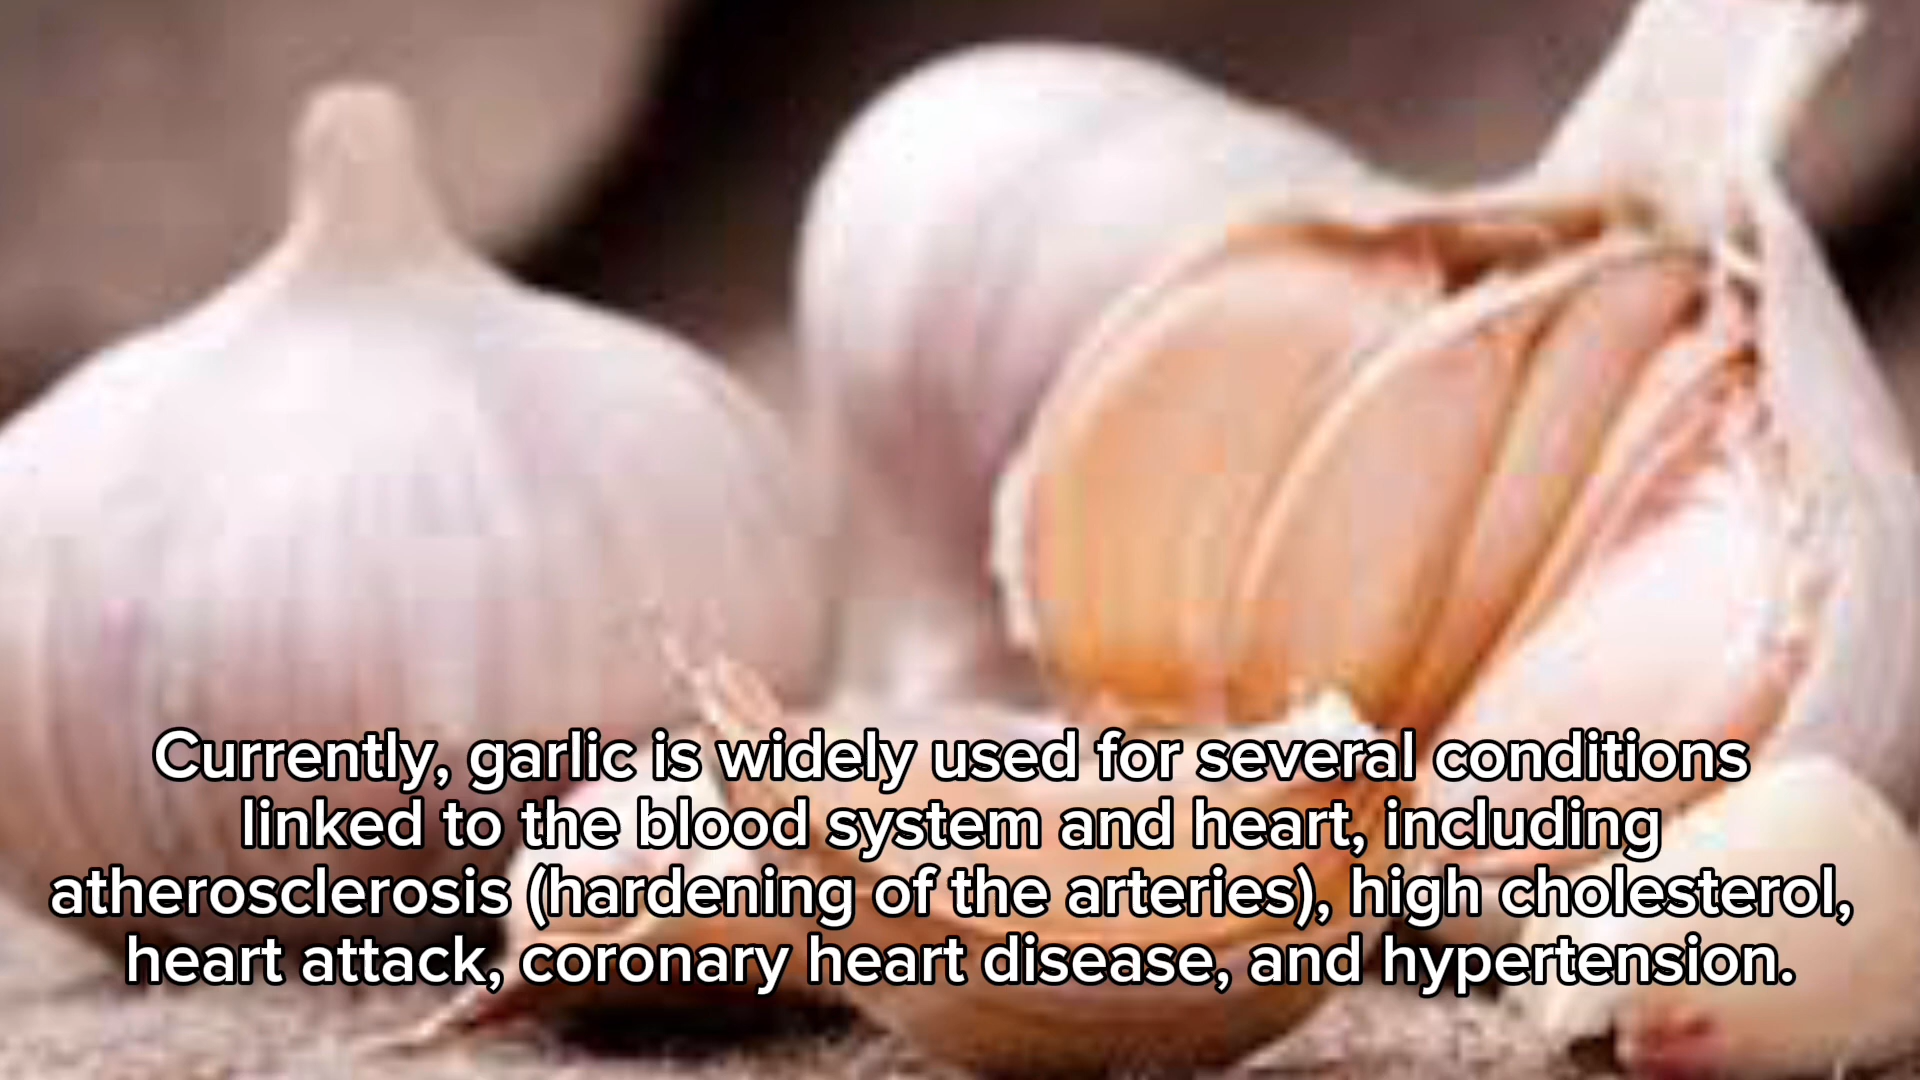 Currently, garlic is widely used for several conditions
linked to the blood system and heart, including
atherosclerosis (hardening of the arteries), high cholesterol,
heart attack, coronary heart disease, and hypertension.